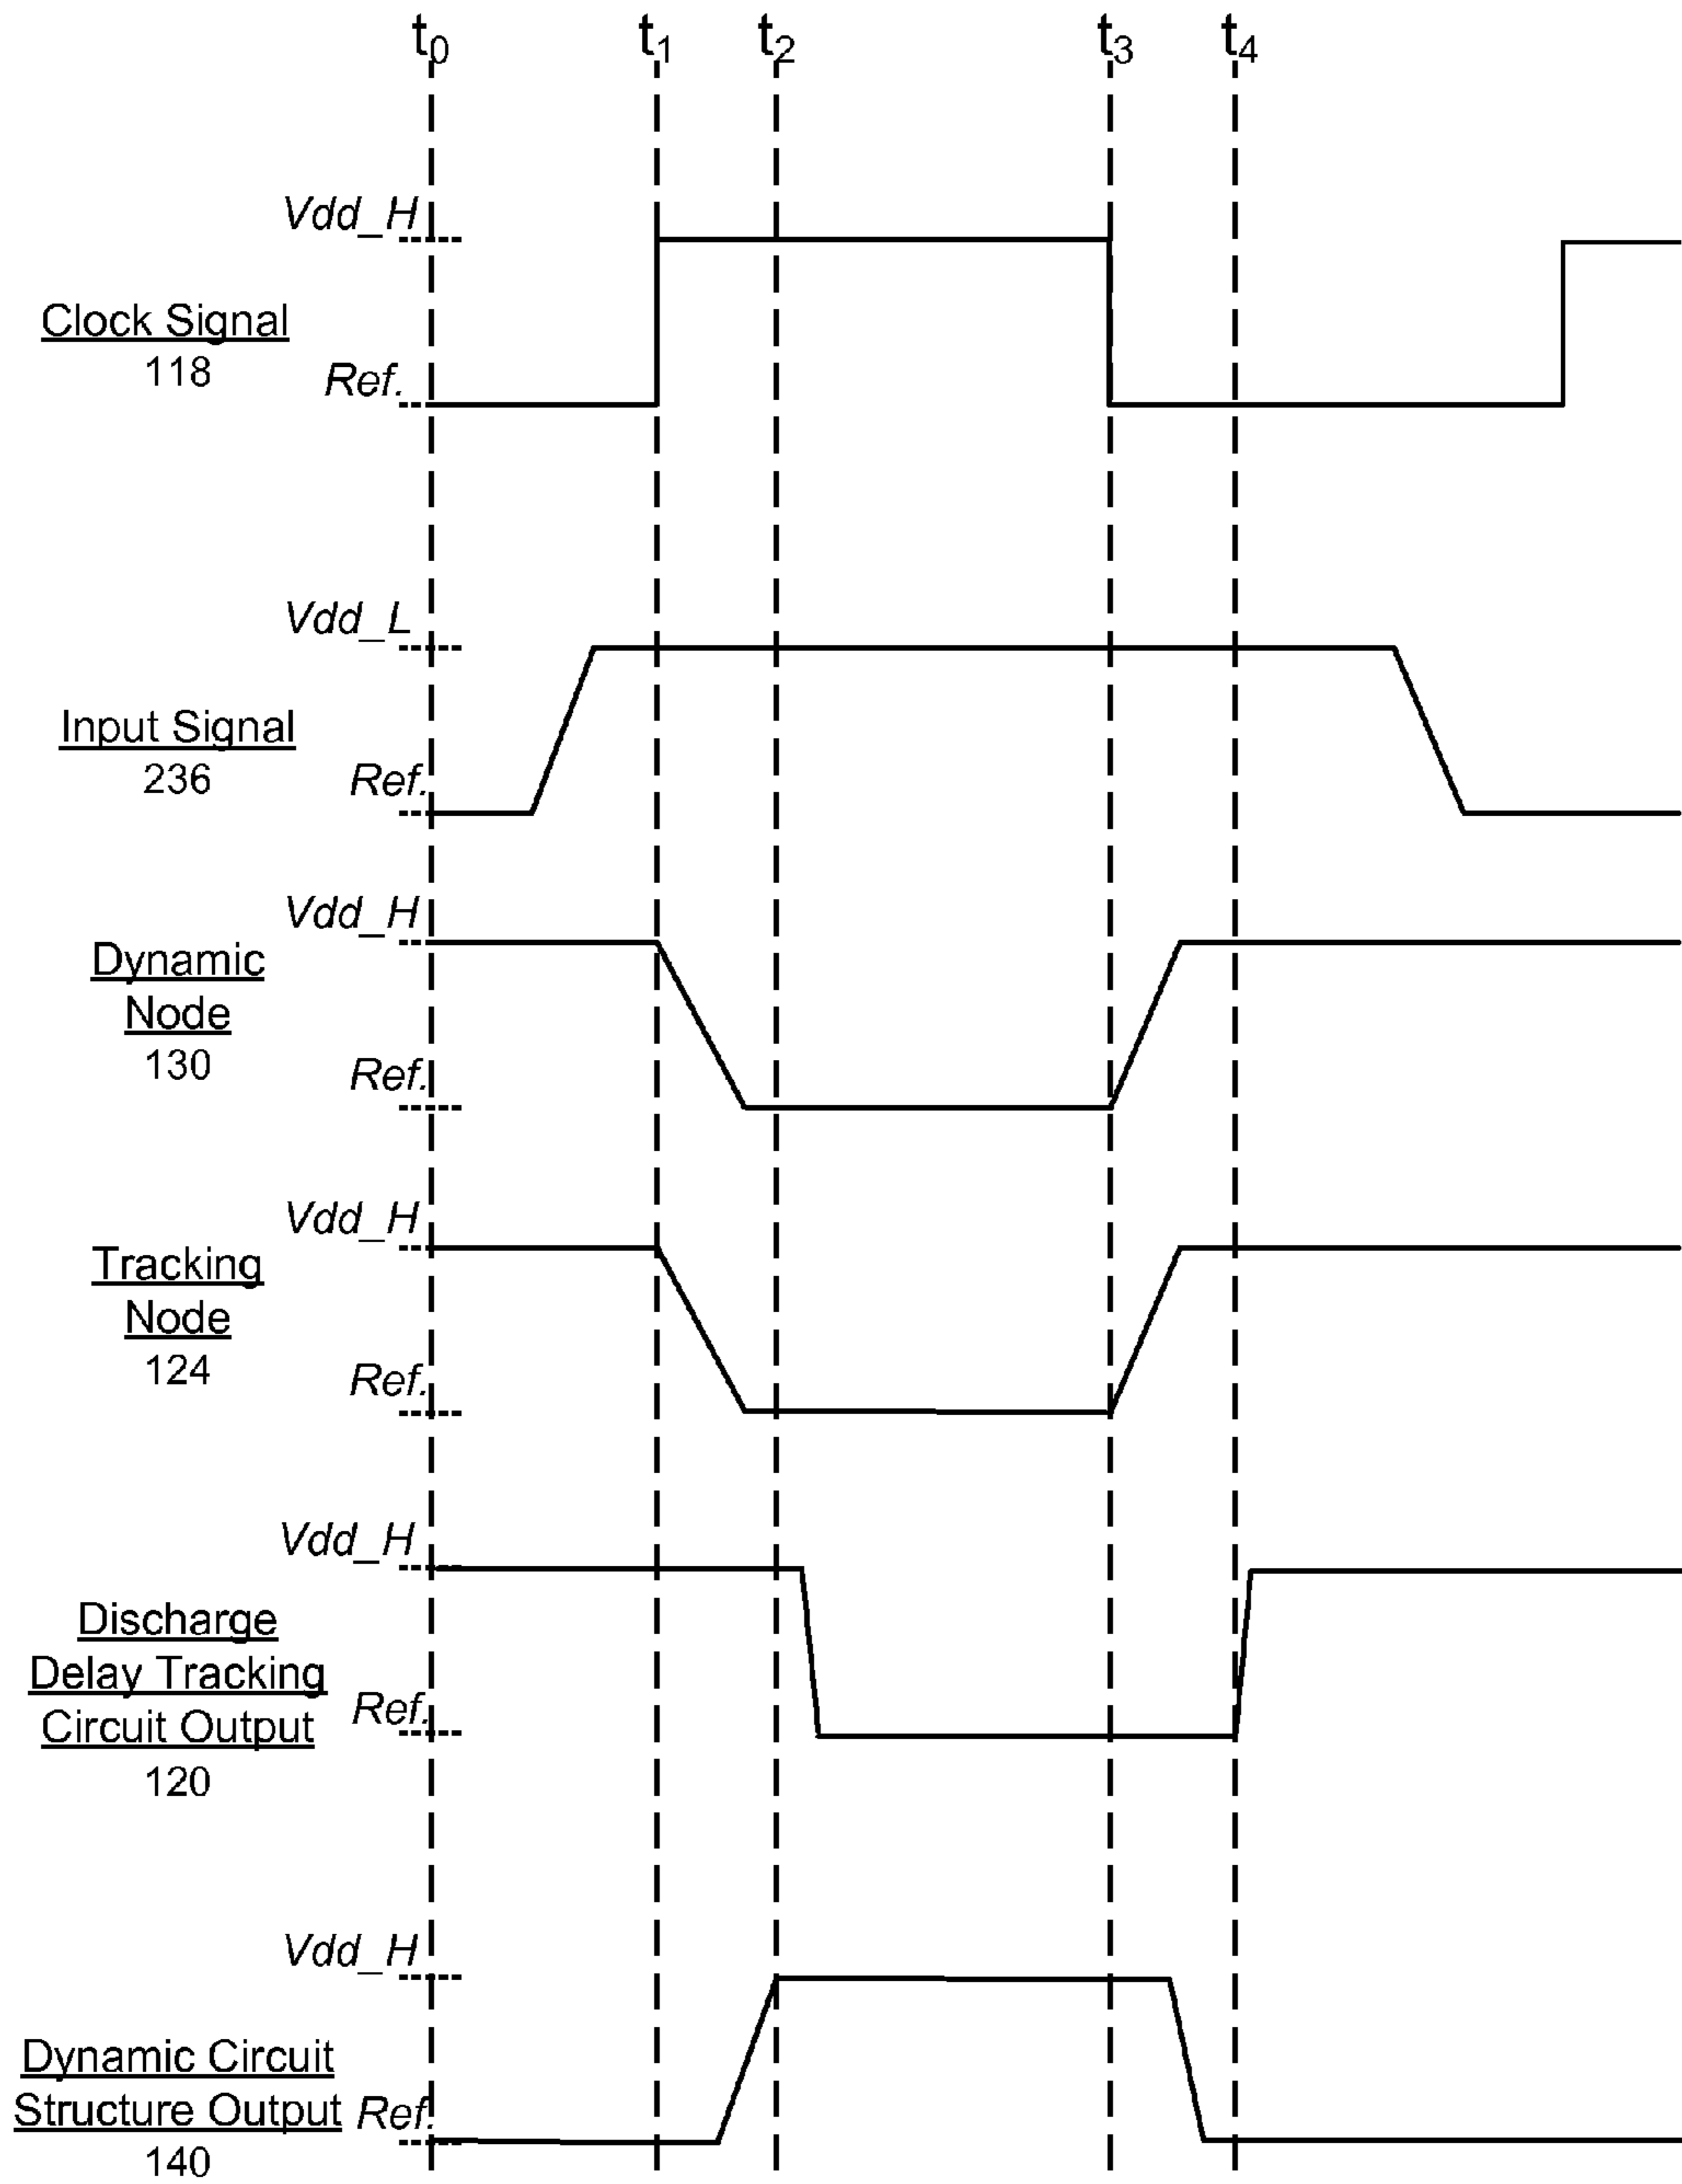 t0 t1 t2 t3 t4
Vdd_H
Clock Signal
118
Ref.
Vdd_L
Input Signal
236
Ref.
Vdd_H
Dynamic
Node
130
Ref.
Vdd_H
Tracking
Node
124
Ref.
Vdd_H
Discharge
Delay Tracking
Circuit Output
120
Ref.
Vdd_H
Dynamic Circuit
Structure Output
140
Ref.